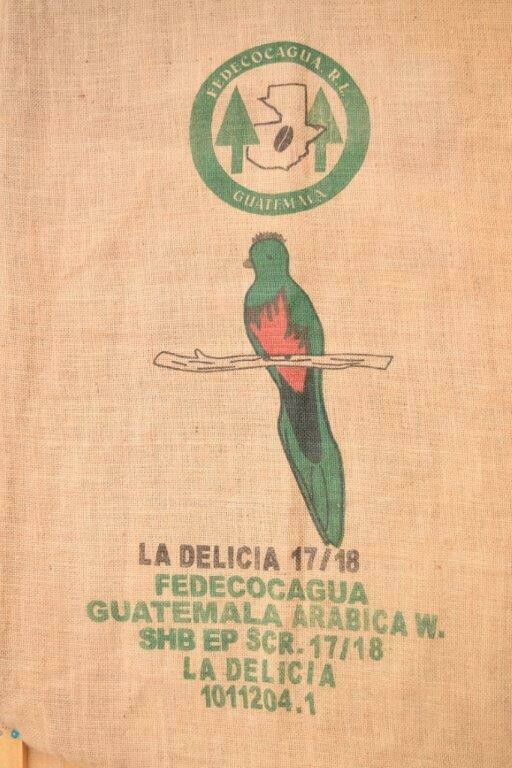 FEDECOCAGUA, R.L.
GUATEMALA
LA DELICIA 17/18
FEDECOCAGUA
GUATEMALA ARABICA W.
SHB EP SCR. 17/18
LA DELICIA
1011204.1